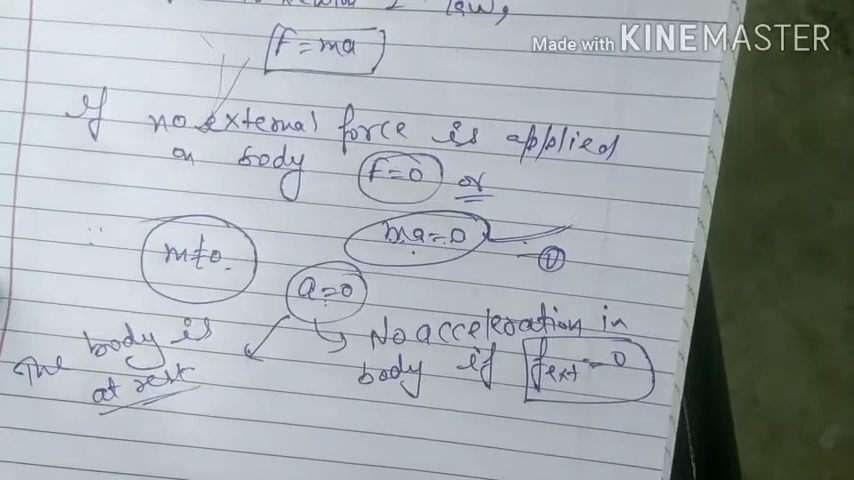 law,
Made with KINEMASTER
F = ma
If no external force is applied
on body F=0 or
m≠0. ma=0 - ①
a=0
The body is at rest
No acceleration in
body if fext = 0